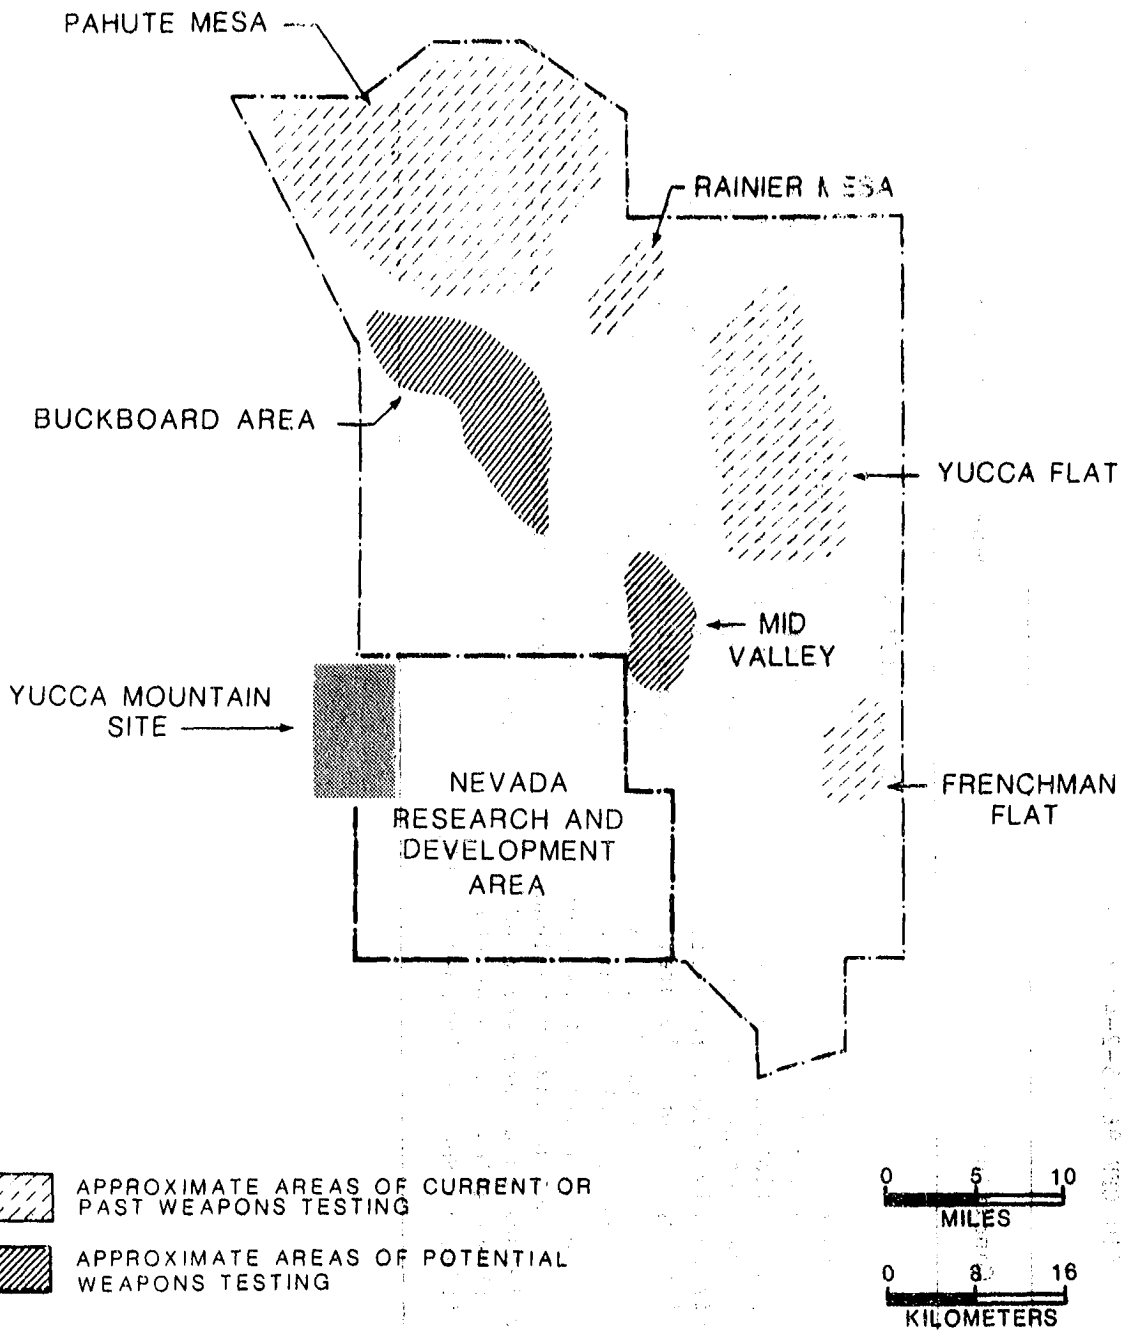 PAHUTE MESA
RAINIER MESA
BUCKBOARD AREA
YUCCA FLAT
MID
VALLEY
YUCCA MOUNTAIN
SITE
NEVADA
RESEARCH AND
DEVELOPMENT
AREA
FRENCHMAN
FLAT
APPROXIMATE AREAS OF CURRENT OR
PAST WEAPONS TESTING
APPROXIMATE AREAS OF POTENTIAL
WEAPONS TESTING
0 5 10
MILES
0 8 16
KILOMETERS